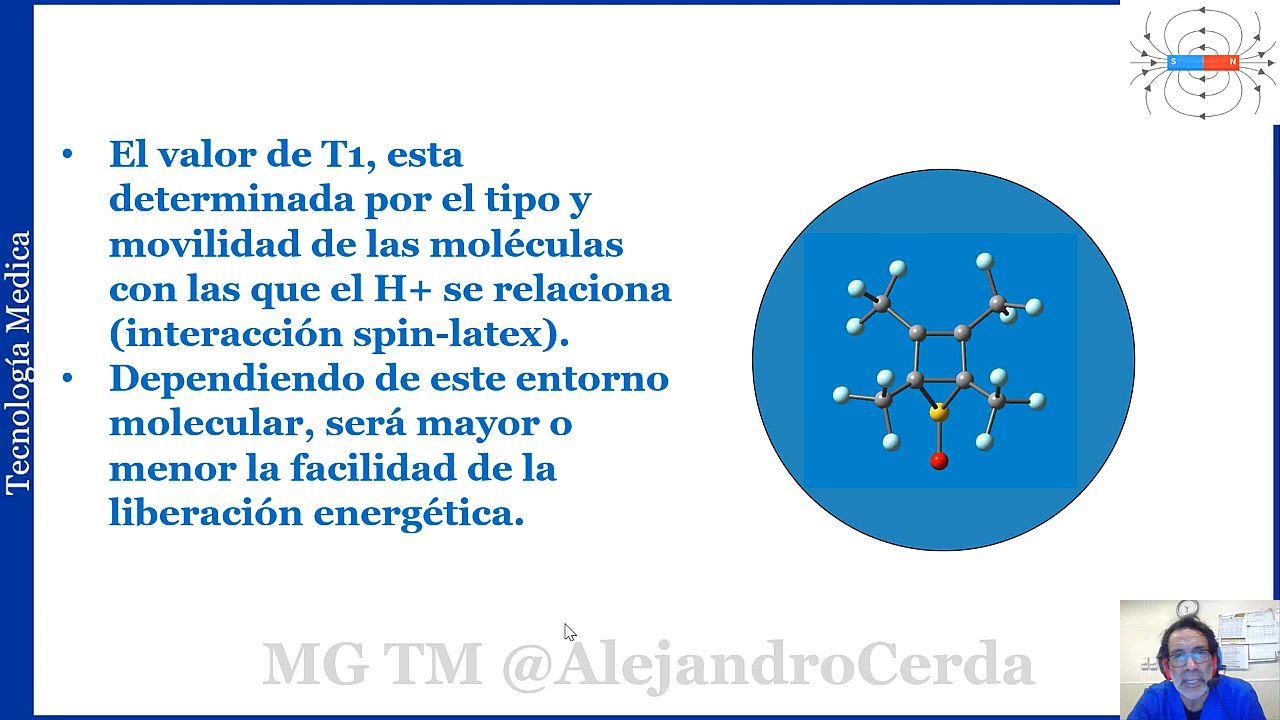 S N
• El valor de T1, esta
determinada por el tipo y
movilidad de las moléculas
con las que el H+ se relaciona
(interacción spin-latex).
• Dependiendo de este entorno
molecular, será mayor o
menor la facilidad de la
liberación energética.
Tecnología Medica
MG TM @AlejandroCerda